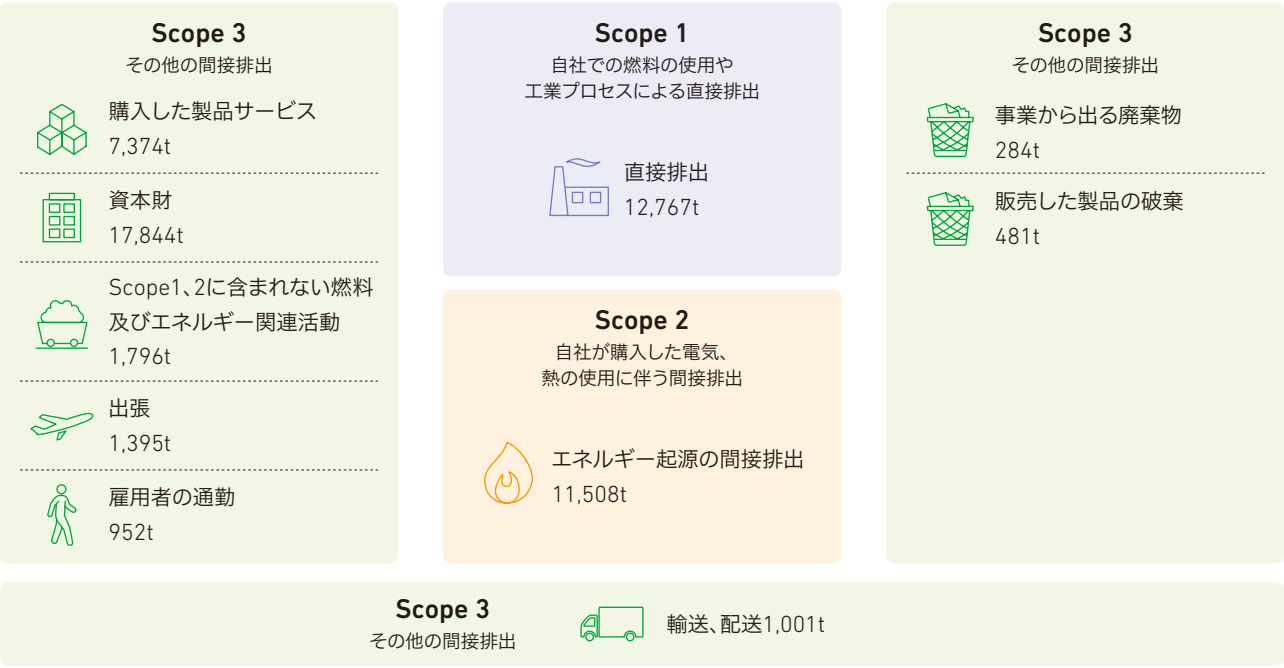 Scope 3
その他の間接排出
購入した製品サービス
7,374t
資本財
17,844t
Scope1、2に含まれない燃料
及びエネルギー関連活動
1,796t
出張
1,395t
雇用者の通勤
952t
Scope 1
自社での燃料の使用や
工業プロセスによる直接排出
直接排出
12,767t
Scope 2
自社が購入した電気、
熱の使用に伴う間接排出
エネルギー起源の間接排出
11,508t
Scope 3
その他の間接排出
事業から出る廃棄物
284t
販売した製品の破棄
481t
Scope 3
その他の間接排出
輸送、配送1,001t